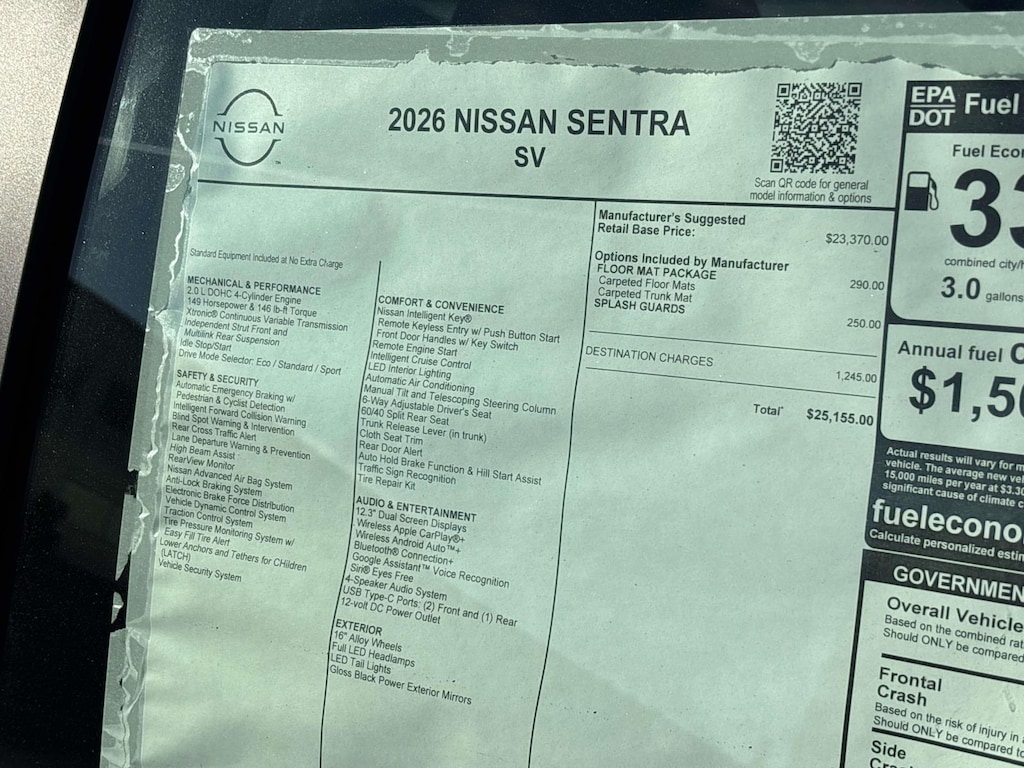 NISSAN
2026 NISSAN SENTRA
SV
Scan QR code for general
model information & options
Standard Equipment Included at No Extra Charge
MECHANICAL & PERFORMANCE
2.0 L DOHC 4-Cylinder Engine
149 Horsepower & 146 lb-ft Torque
Xtronic® Continuous Variable Transmission
Independent Strut Front and
Multilink Rear Suspension
Idle Stop/Start
Drive Mode Selector: Eco / Standard / Sport
SAFETY & SECURITY
Automatic Emergency Braking w/
Pedestrian & Cyclist Detection
Intelligent Forward Collision Warning
Blind Spot Warning & Intervention
Rear Cross Traffic Alert
Lane Departure Warning & Prevention
High Beam Assist
RearView Monitor
Nissan Advanced Air Bag System
Anti-Lock Braking System
Electronic Brake Force Distribution
Vehicle Dynamic Control System
Traction Control System
Tire Pressure Monitoring System w/
Easy Fill Tire Alert
Lower Anchors and Tethers for CHildren
(LATCH)
Vehicle Security System
COMFORT & CONVENIENCE
Nissan Intelligent Key®
Remote Keyless Entry w/ Push Button Start
Front Door Handles w/ Key Switch
Remote Engine Start
Intelligent Cruise Control
LED Interior Lighting
Automatic Air Conditioning
Manual Tilt and Telescoping Steering Column
6-Way Adjustable Driver's Seat
60/40 Split Rear Seat
Trunk Release Lever (in trunk)
Cloth Seat Trim
Rear Door Alert
Auto Hold Brake Function & Hill Start Assist
Traffic Sign Recognition
Tire Repair Kit
AUDIO & ENTERTAINMENT
12.3" Dual Screen Displays
Wireless Apple CarPlay®+
Wireless Android Auto™+
Bluetooth® Connection+
Google Assistant™ Voice Recognition
Siri® Eyes Free
4-Speaker Audio System
USB Type-C Ports: (2) Front and (1) Rear
12-volt DC Power Outlet
EXTERIOR
16" Alloy Wheels
Full LED Headlamps
LED Tail Lights
Gloss Black Power Exterior Mirrors
Manufacturer's Suggested
Retail Base Price: $23,370.00
Options Included by Manufacturer
FLOOR MAT PACKAGE 290.00
Carpeted Floor Mats
Carpeted Trunk Mat
SPLASH GUARDS 250.00
DESTINATION CHARGES 1,245.00
Total* $25,155.00
EPA
DOT Fuel
Fuel Econ
33
combined city/h
3.0 gallons
Annual fuel C
$1,50
Actual results will vary for m
vehicle. The average new veh
15,000 miles per year at $3.30
significant cause of climate c
fuelecono
Calculate personalized estim
GOVERNMEN
Overall Vehicle
Based on the combined rat
Should ONLY be compared
Frontal
Crash
Based on the risk of injury in a
Should ONLY be compared to
Side